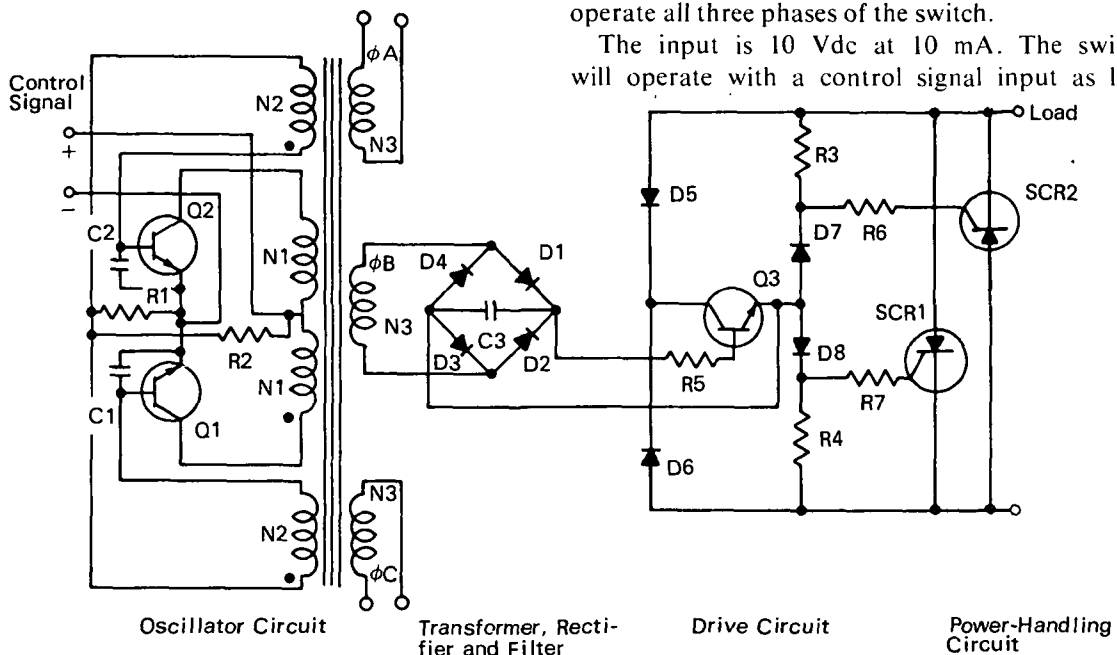 operate all three phases of the switch.
The input is 10 Vdc at 10 mA. The swi
will operate with a control signal input as l
Control
Signal
+
−
N2
ϕA
N3
Load
R3
D5
SCR2
Q2
C2
N1
ϕB
D4
D1
D7
R6
Q3
R1
N3
C3
SCR1
R2
D3
D2
D8
N1
R5
R7
C1
Q1
R4
D6
N3
N2
ϕC
Oscillator Circuit
Transformer, Recti-
fier and Filter
Drive Circuit
Power-Handling
Circuit